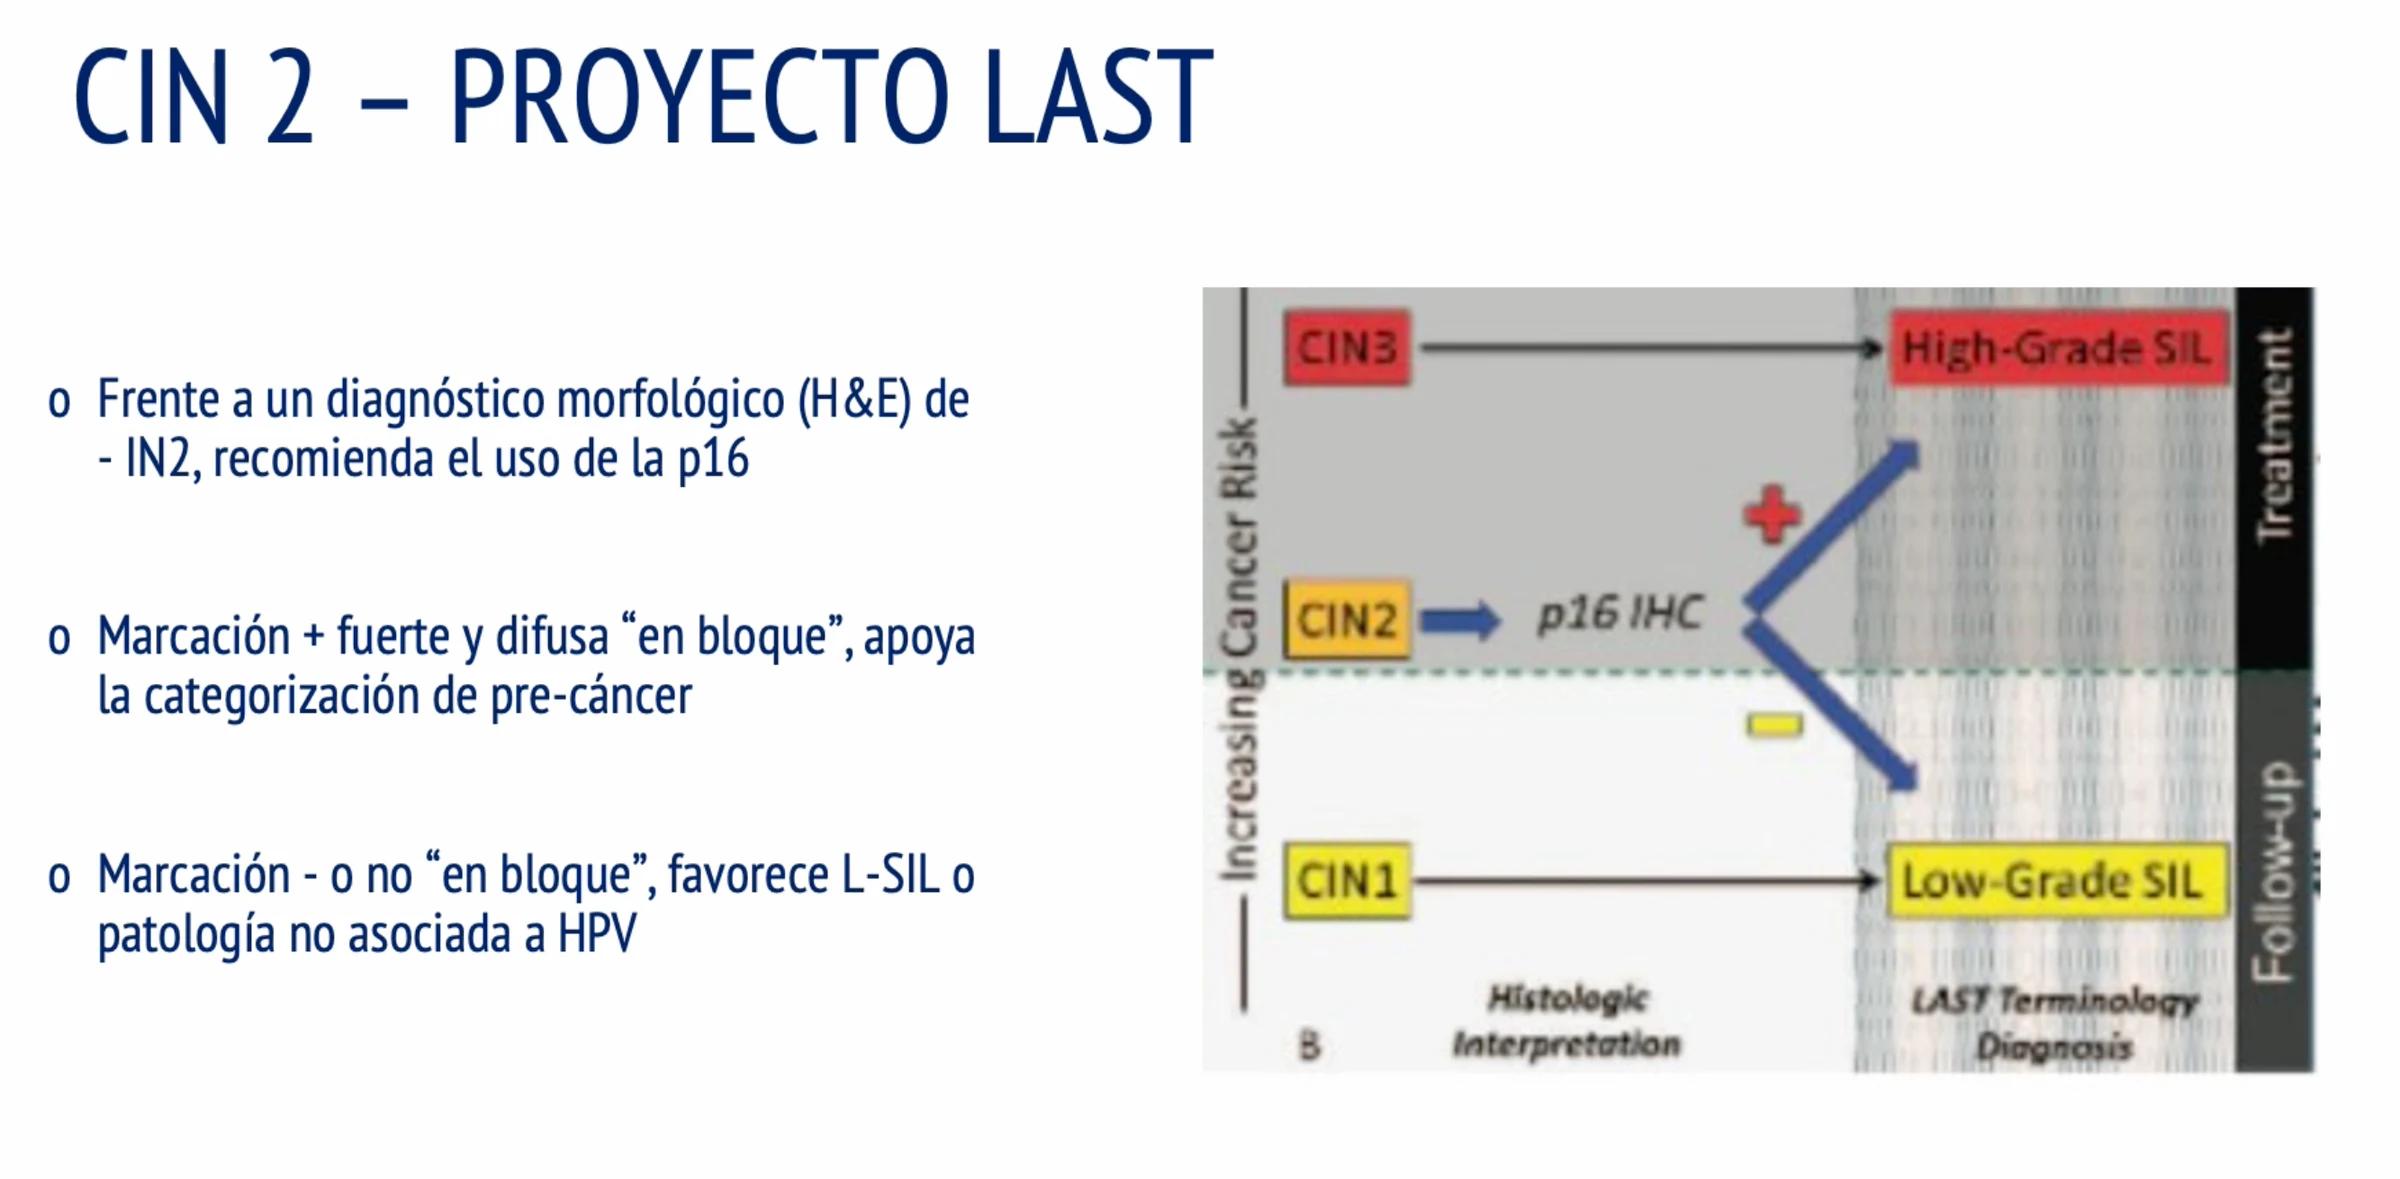 CIN 2 – PROYECTO LAST
o Frente a un diagnóstico morfológico (H&E) de
- IN2, recomienda el uso de la p16
o Marcación + fuerte y difusa “en bloque”, apoya
la categorización de pre-cáncer
o Marcación - o no “en bloque”, favorece L-SIL o
patología no asociada a HPV
Increasing Cancer Risk
CIN3
High-Grade SIL
+
CIN2
p16 IHC
-
CIN1
Low-Grade SIL
Histologic
Interpretation
LAST Terminology
Diagnosis
B
Treatment
Follow-up